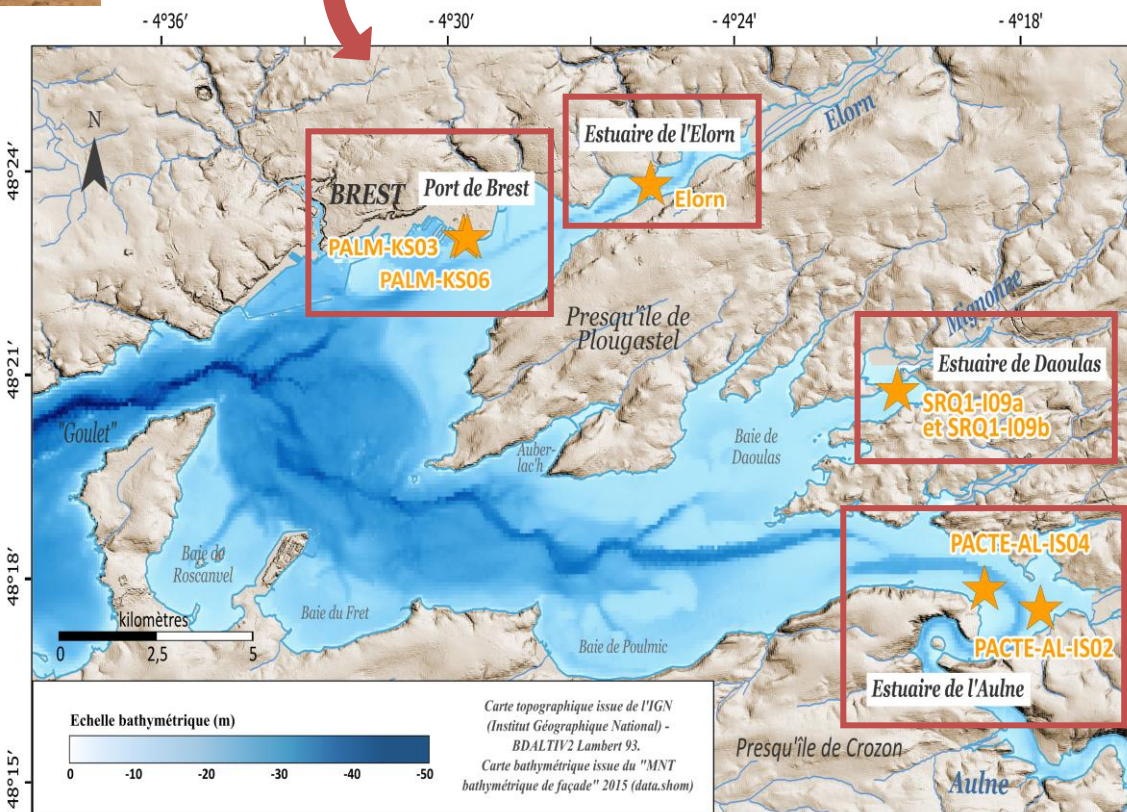 - 4°36'
- 4°30'
- 4°24'
- 4°18'
N
48°24'
48°21'
48°18'
48°15'
Estuaire de l'Elorn
Elorn
Elorn
BREST
Port de Brest
PALM-KS03
PALM-KS06
Presqu'île de
Plougastel
Mignonne
Estuaire de Daoulas
SRQ1-I09a
et SRQ1-I09b
"Goulet"
Auber-
lac'h
Baie de
Daoulas
PACTE-AL-IS04
PACTE-AL-IS02
Estuaire de l'Aulne
Baie de
Roscanvel
Baie du Fret
Baie de Poulmic
kilomètres
0 2,5 5
Presqu'île de Crozon
Aulne
Echelle bathymétrique (m)
0 -10 -20 -30 -40 -50
Carte topographique issue de l'IGN
(Institut Géographique National) -
BDALTIV2 Lambert 93.
Carte bathymétrique issue du "MNT
bathymétrique de façade" 2015 (data.shom)